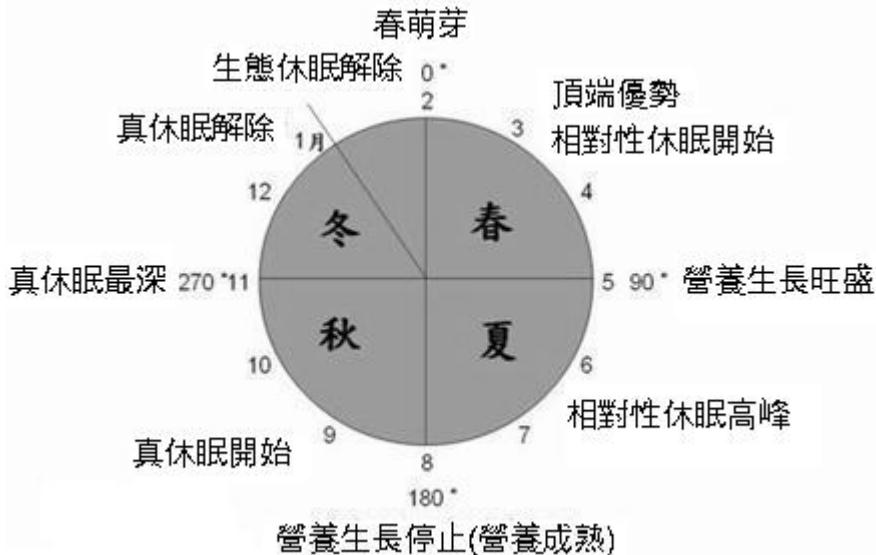 春萌芽
生態休眠解除
0°
2
頂端優勢
3
相對性休眠開始
真休眠解除
1月
12
4
冬
春
真休眠最深
270°
11
5
90°
營養生長旺盛
秋
夏
10
6
相對性休眠高峰
9
7
真休眠開始
8
180°
營養生長停止(營養成熟)